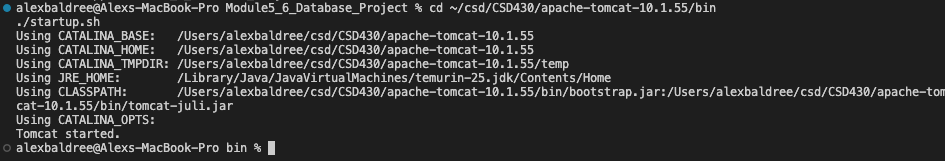 alexbaldree@Alexs-MacBook-Pro Module5_6_Database_Project % cd ~/csd/CSD430/apache-tomcat-10.1.55/bin
./startup.sh
Using CATALINA_BASE:   /Users/alexbaldree/csd/CSD430/apache-tomcat-10.1.55
Using CATALINA_HOME:   /Users/alexbaldree/csd/CSD430/apache-tomcat-10.1.55
Using CATALINA_TMPDIR: /Users/alexbaldree/csd/CSD430/apache-tomcat-10.1.55/temp
Using JRE_HOME:        /Library/Java/JavaVirtualMachines/temurin-25.jdk/Contents/Home
Using CLASSPATH:       /Users/alexbaldree/csd/CSD430/apache-tomcat-10.1.55/bin/bootstrap.jar:/Users/alexbaldree/csd/CSD430/apache-tom
cat-10.1.55/bin/tomcat-juli.jar
Using CATALINA_OPTS:
Tomcat started.
alexbaldree@Alexs-MacBook-Pro bin %